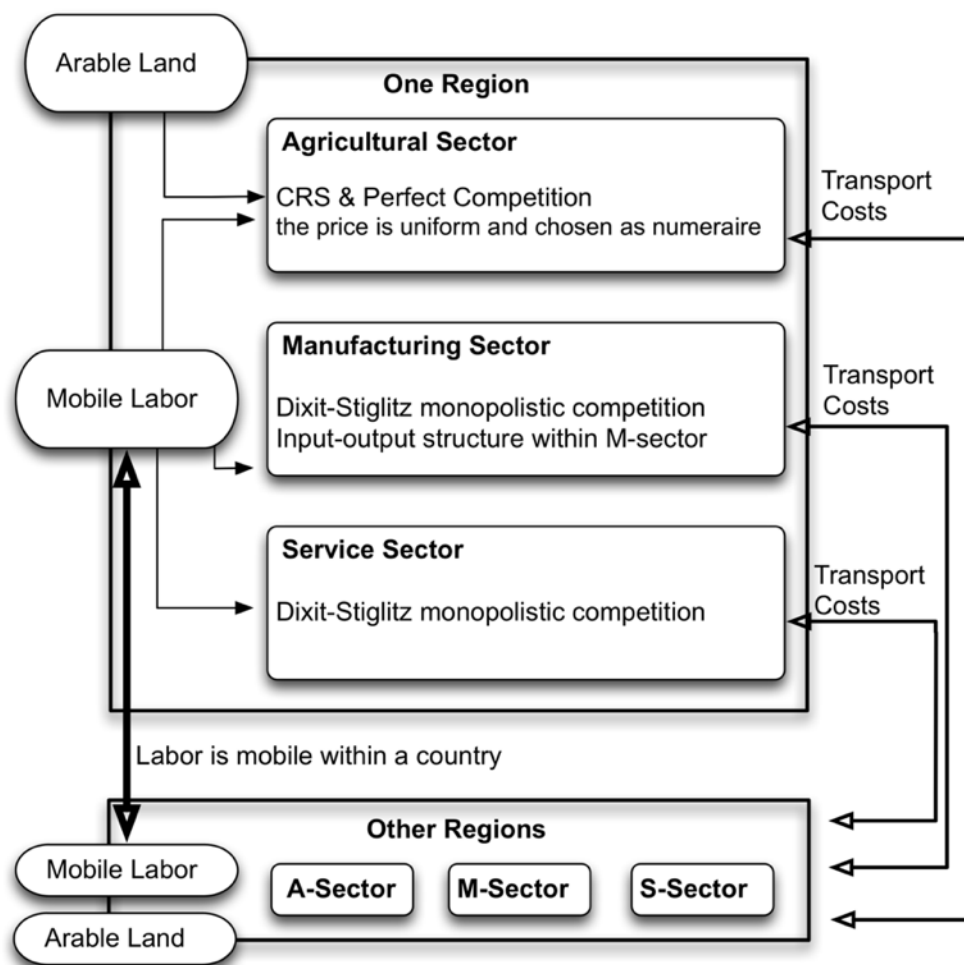 Arable Land
One Region
Agricultural Sector
CRS & Perfect Competition
the price is uniform and chosen as numeraire
Transport
Costs
Mobile Labor
Manufacturing Sector
Dixit-Stiglitz monopolistic competition
Input-output structure within M-sector
Transport
Costs
Service Sector
Dixit-Stiglitz monopolistic competition
Transport
Costs
Labor is mobile within a country
Other Regions
Mobile Labor
A-Sector
M-Sector
S-Sector
Arable Land